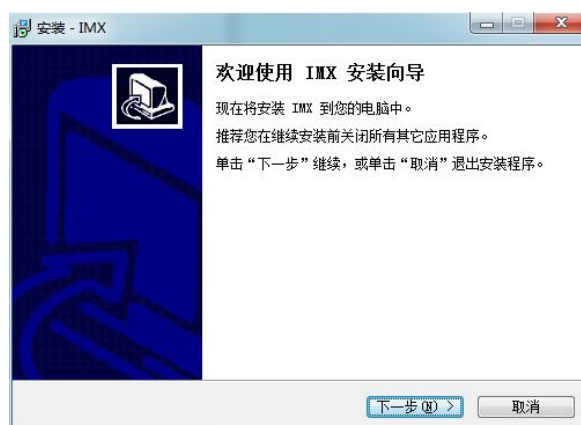 安装 - IMX
欢迎使用 IMX 安装向导
现在将安装 IMX 到您的电脑中。
推荐您在继续安装前关闭所有其它应用程序。
单击“下一步”继续，或单击“取消”退出安装程序。
下一步(N) >
取消